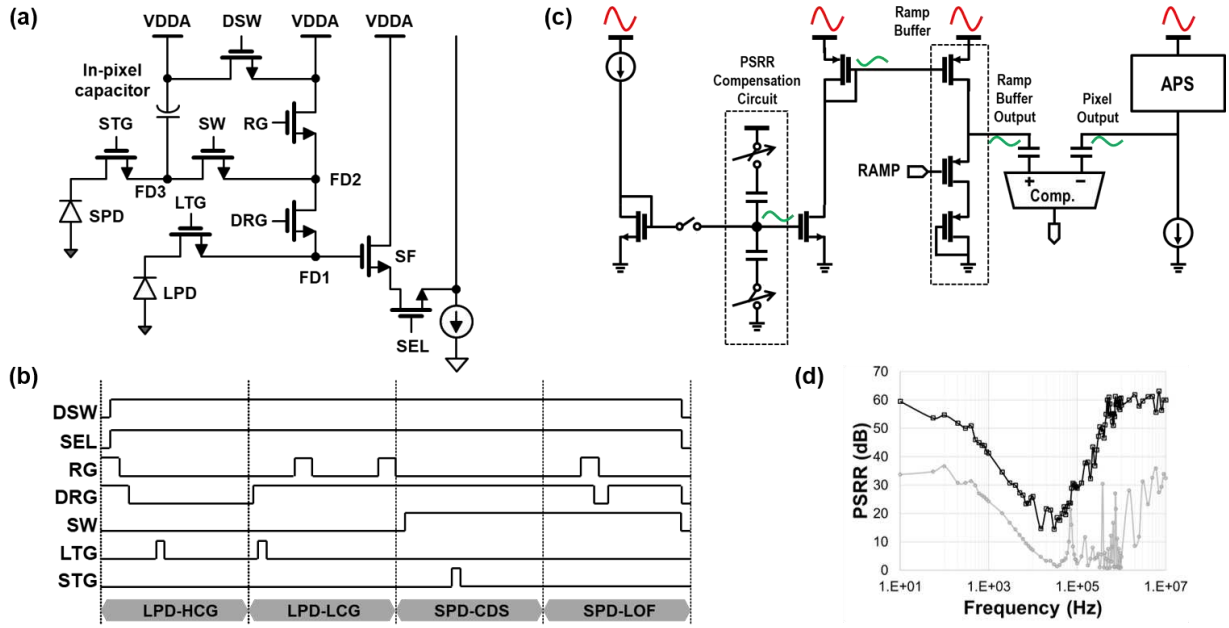 (a)
VDDA DSW VDDA VDDA
In-pixel
capacitor
STG SW RG
FD3 FD2
SPD LTG DRG
SF
FD1
LPD
SEL
(b)
DSW
SEL
RG
DRG
SW
LTG
STG
LPD-HCG LPD-LCG SPD-CDS SPD-LOF
(c)
Ramp
Buffer
PSRR
Compensation
Circuit
Ramp
Buffer
Output
Pixel
Output
APS
RAMP
+ −
Comp.
(d)
PSRR (dB)
70
60
50
40
30
20
10
0
1.E+01 1.E+03 1.E+05 1.E+07
Frequency (Hz)